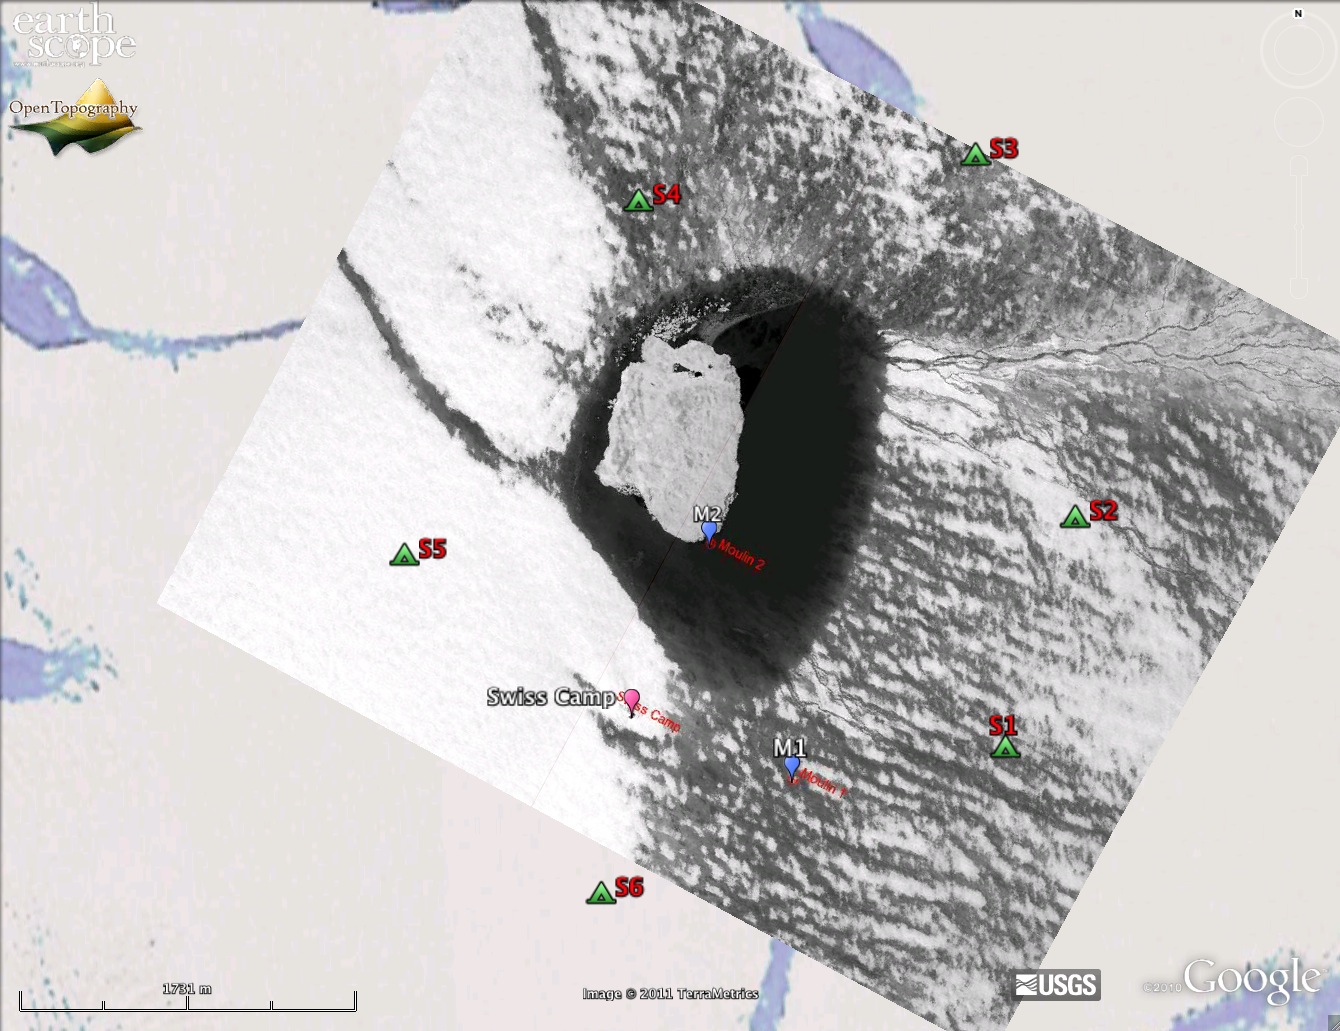 earth
scope
OpenTopography
N
S3
S4
M2
Moulin 2
S2
S5
Swiss Camp
Swiss Camp
S1
M1
Moulin 1
S6
1731 m
Image © 2011 TerraMetrics
USGS
©2010 Google